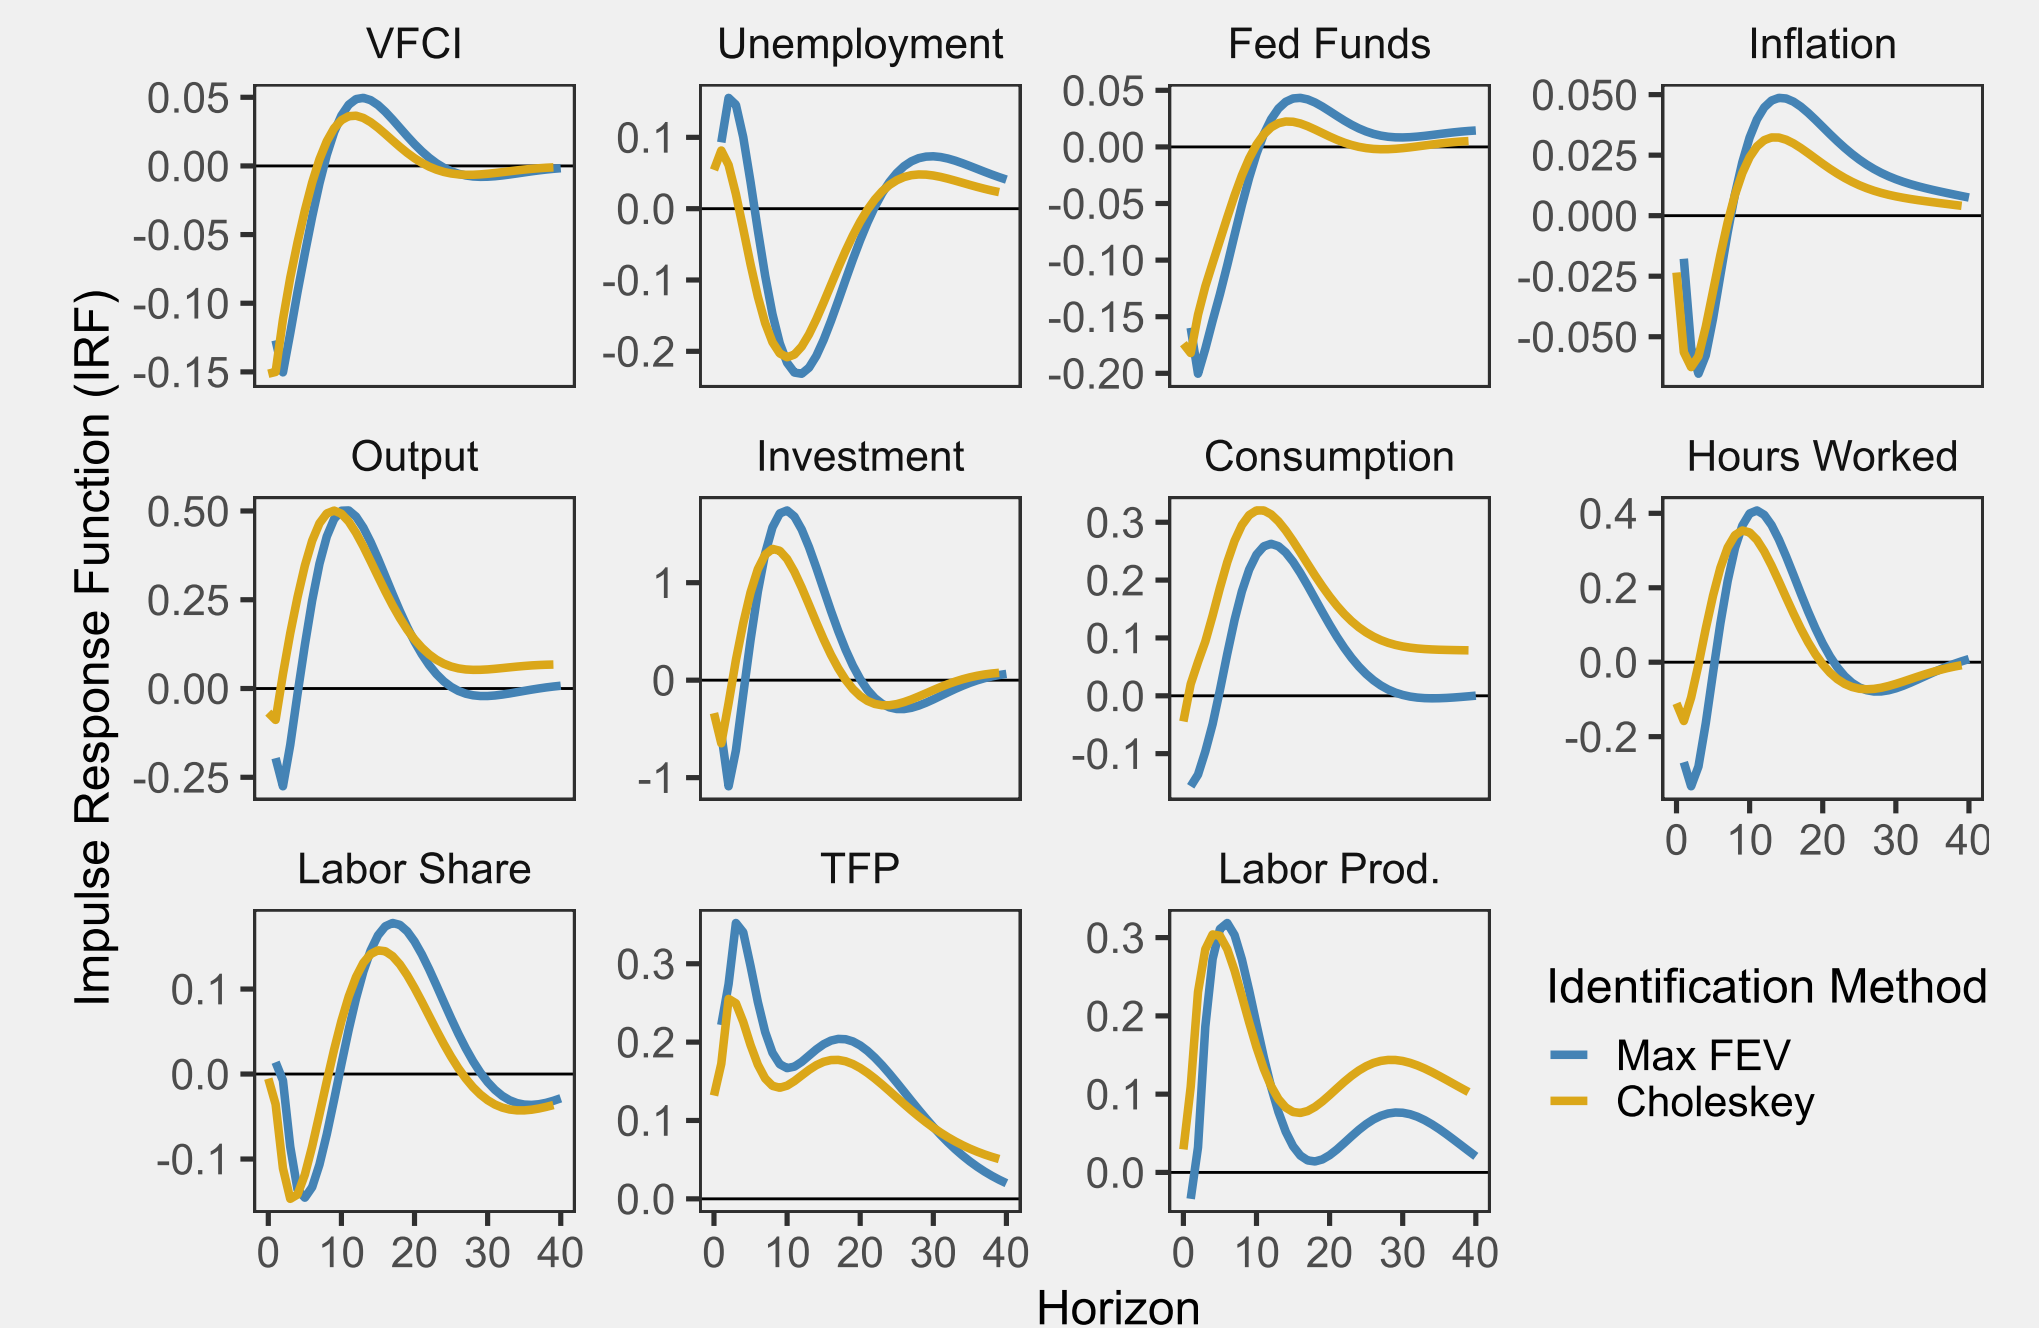 VFCI
Unemployment
Fed Funds
Inflation
0.05
0.00
-0.05
-0.10
-0.15
0.1
0.0
-0.1
-0.2
0.05
0.00
-0.05
-0.10
-0.15
-0.20
0.050
0.025
0.000
-0.025
-0.050
Impulse Response Function (IRF)
Output
Investment
Consumption
Hours Worked
0.50
0.25
0.00
-0.25
1
0
-1
0.3
0.2
0.1
0.0
-0.1
0.4
0.2
0.0
-0.2
0 10 20 30 40
Labor Share
TFP
Labor Prod.
0.1
0.0
-0.1
0 10 20 30 40
0.3
0.2
0.1
0.0
0 10 20 30 40
0.3
0.2
0.1
0.0
0 10 20 30 40
Identification Method
Max FEV
Choleskey
Horizon